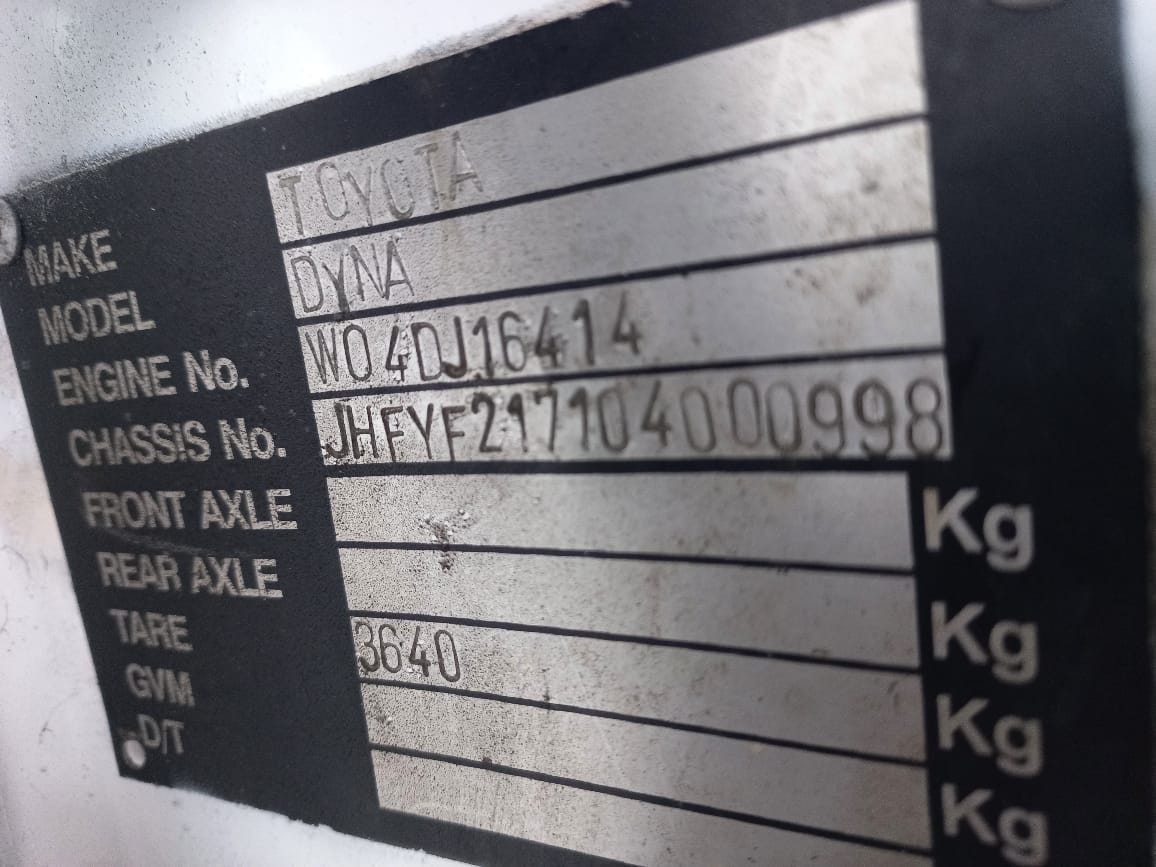 MAKE TOYOTA
MODEL DYNA
ENGINE No. W04DJ16414
CHASSiS No. JHFYF217104000998
FRONT AXLE Kg
REAR AXLE Kg
TARE 3640 Kg
GVM Kg
D/T